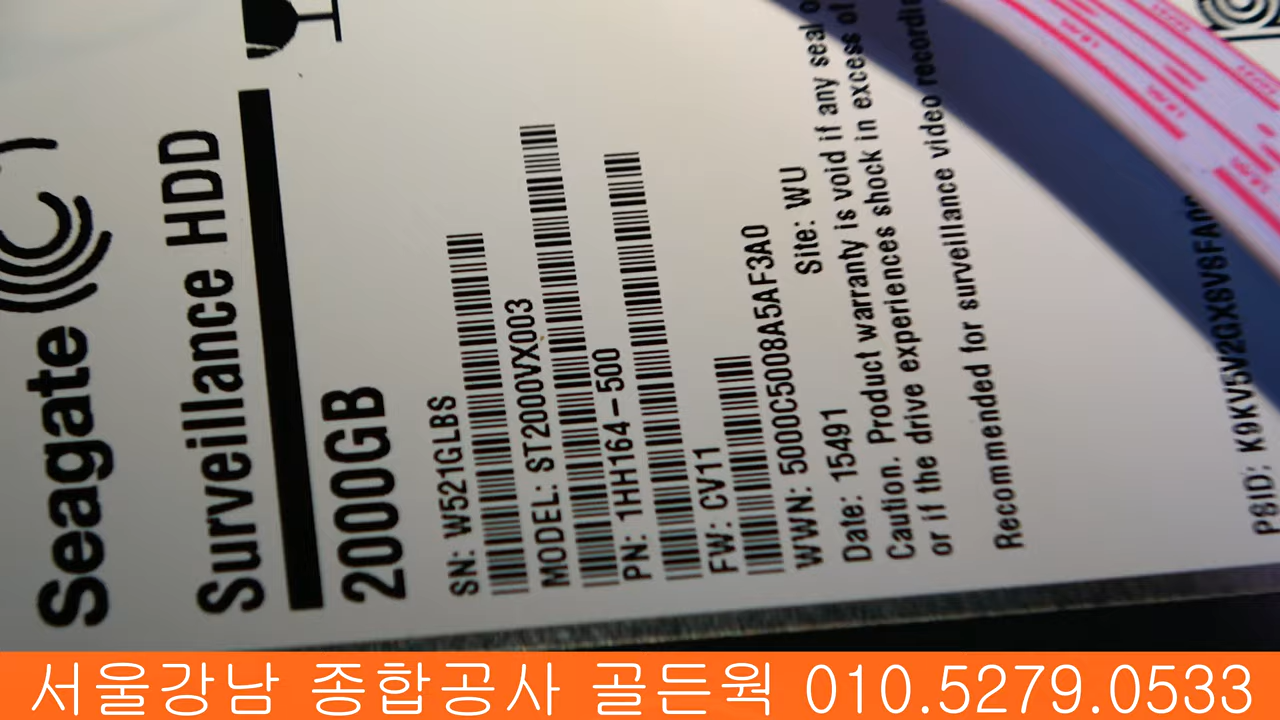 Seagate
Surveillance HDD
2000GB
SN: W521GLBS
MODEL: ST2000VX003
PN: 1HH164-500
FW: CV11
WWN: 5000C5008A5AF3A0
Date: 15491 Site: WU
Caution. Product warranty is void if any seal
or if the drive experiences shock in excess of
Recommended for surveillance video
PSID:
서울강남 종합공사 골든웍 010.5279.0533